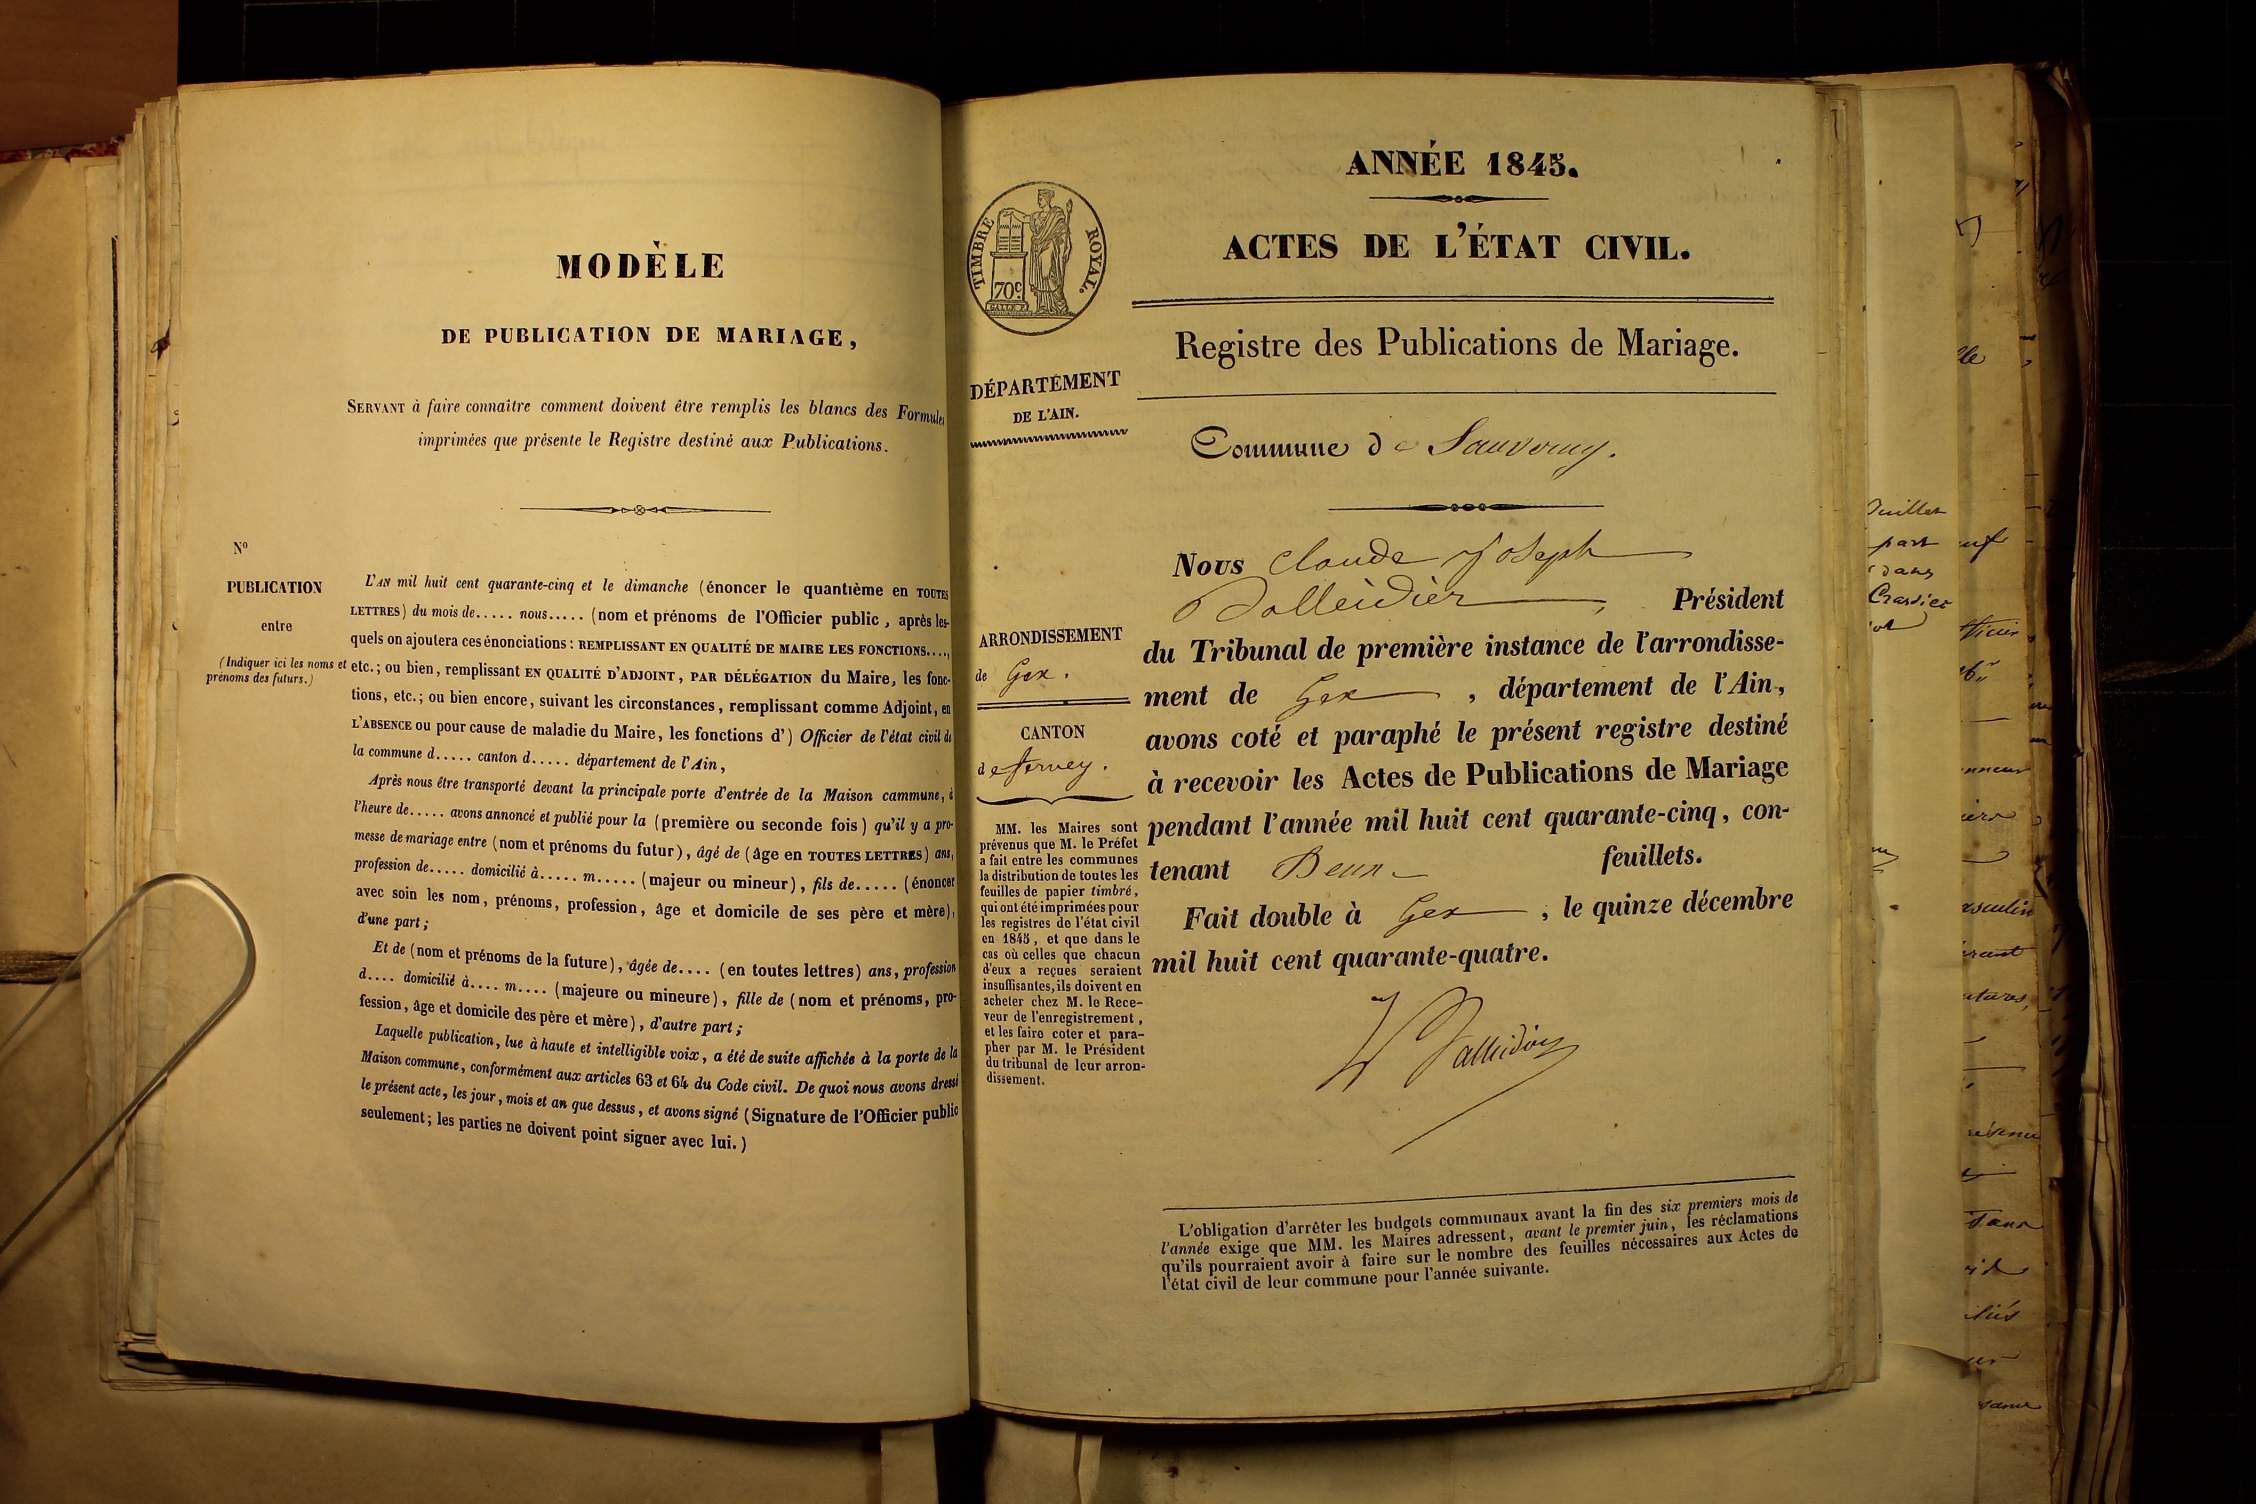 MODÈLE
DE PUBLICATION DE MARIAGE,
SERVANT à faire connaître comment doivent être remplis les blancs des Formules
imprimées que présente le Registre destiné aux Publications.
Nº
PUBLICATION
entre
(Indiquer ici les noms et
prénoms des futurs.)
L'AN mil huit cent quarante-cinq et le dimanche (énoncer le quantième en TOUTES
LETTRES) du mois de..... nous..... (nom et prénoms de l'Officier public, après les-
quels on ajoutera ces énonciations: REMPLISSANT EN QUALITÉ DE MAIRE LES FONCTIONS....,
etc.; ou bien, remplissant EN QUALITÉ D'ADJOINT, PAR DÉLÉGATION du Maire, les fonc-
tions, etc.; ou bien encore, suivant les circonstances, remplissant comme Adjoint, en
L'ABSENCE ou pour cause de maladie du Maire, les fonctions d') Officier de l'état civil de
la commune d..... canton d..... département de l'Ain,
Après nous être transporté devant la principale porte d'entrée de la Maison cammune, à
l'heure de..... avons annoncé et publié pour la (première ou seconde fois) qu'il y a pro-
messe de mariage entre (nom et prénoms du futur), âgé de (âge en TOUTES LETTRES) ans,
profession de..... domicilié à..... m..... (majeur ou mineur), fils de..... (énoncer
avec soin les nom, prénoms, profession, âge et domicile de ses père et mère),
d'une part;
Et de (nom et prénoms de la future), âgée de.... (en toutes lettres) ans, profession
d.... domicilié à.... m.... (majeure ou mineure), fille de (nom et prénoms, pro-
fession, âge et domicile des père et mère), d'autre part;
Laquelle publication, lue à haute et intelligible voix, a été de suite affichée à la porte de la
Maison commune, conformément aux articles 63 et 64 du Code civil. De quoi nous avons dressé
le présent acte, les jour, mois et an que dessus, et avons signé (Signature de l'Officier public
seulement; les parties ne doivent point signer avec lui.)
ANNÉE 1845.
ACTES DE L'ÉTAT CIVIL.
TIMBRE ROYAL.
70c
Registre des Publications de Mariage.
DÉPARTEMENT
DE L'AIN.
Commune de Sauverny.
ARRONDISSEMENT
de Gex.
CANTON
de ferney.
MM. les Maires sont
prévenus que M. le Préfet
a fait entre les communes
la distribution de toutes les
feuilles de papier timbré,
qui ont été imprimées pour
les registres de l'état civil
en 1845, et que dans le
cas où celles que chacun
d'eux a reçues seraient
insuffisantes, ils doivent en
acheter chez M. le Rece-
veur de l'enregistrement,
et les faire coter et para-
pher par M. le Président
du tribunal de leur arron-
dissement.
Nous Claude Joseph
Balleidier, Président
du Tribunal de première instance de l'arrondisse-
ment de Gex, département de l'Ain,
avons coté et paraphé le présent registre destiné
à recevoir les Actes de Publications de Mariage
pendant l'année mil huit cent quarante-cinq, con-
tenant Deux feuillets.
Fait double à Gex, le quinze décembre
mil huit cent quarante-quatre.
Balleidier
L'obligation d'arrêter les budgets communaux avant la fin des six premiers mois de
l'année exige que MM. les Maires adressent, avant le premier juin, les réclamations
qu'ils pourraient avoir à faire sur le nombre des feuilles nécessaires aux Actes de
l'état civil de leur commune pour l'année suivante.